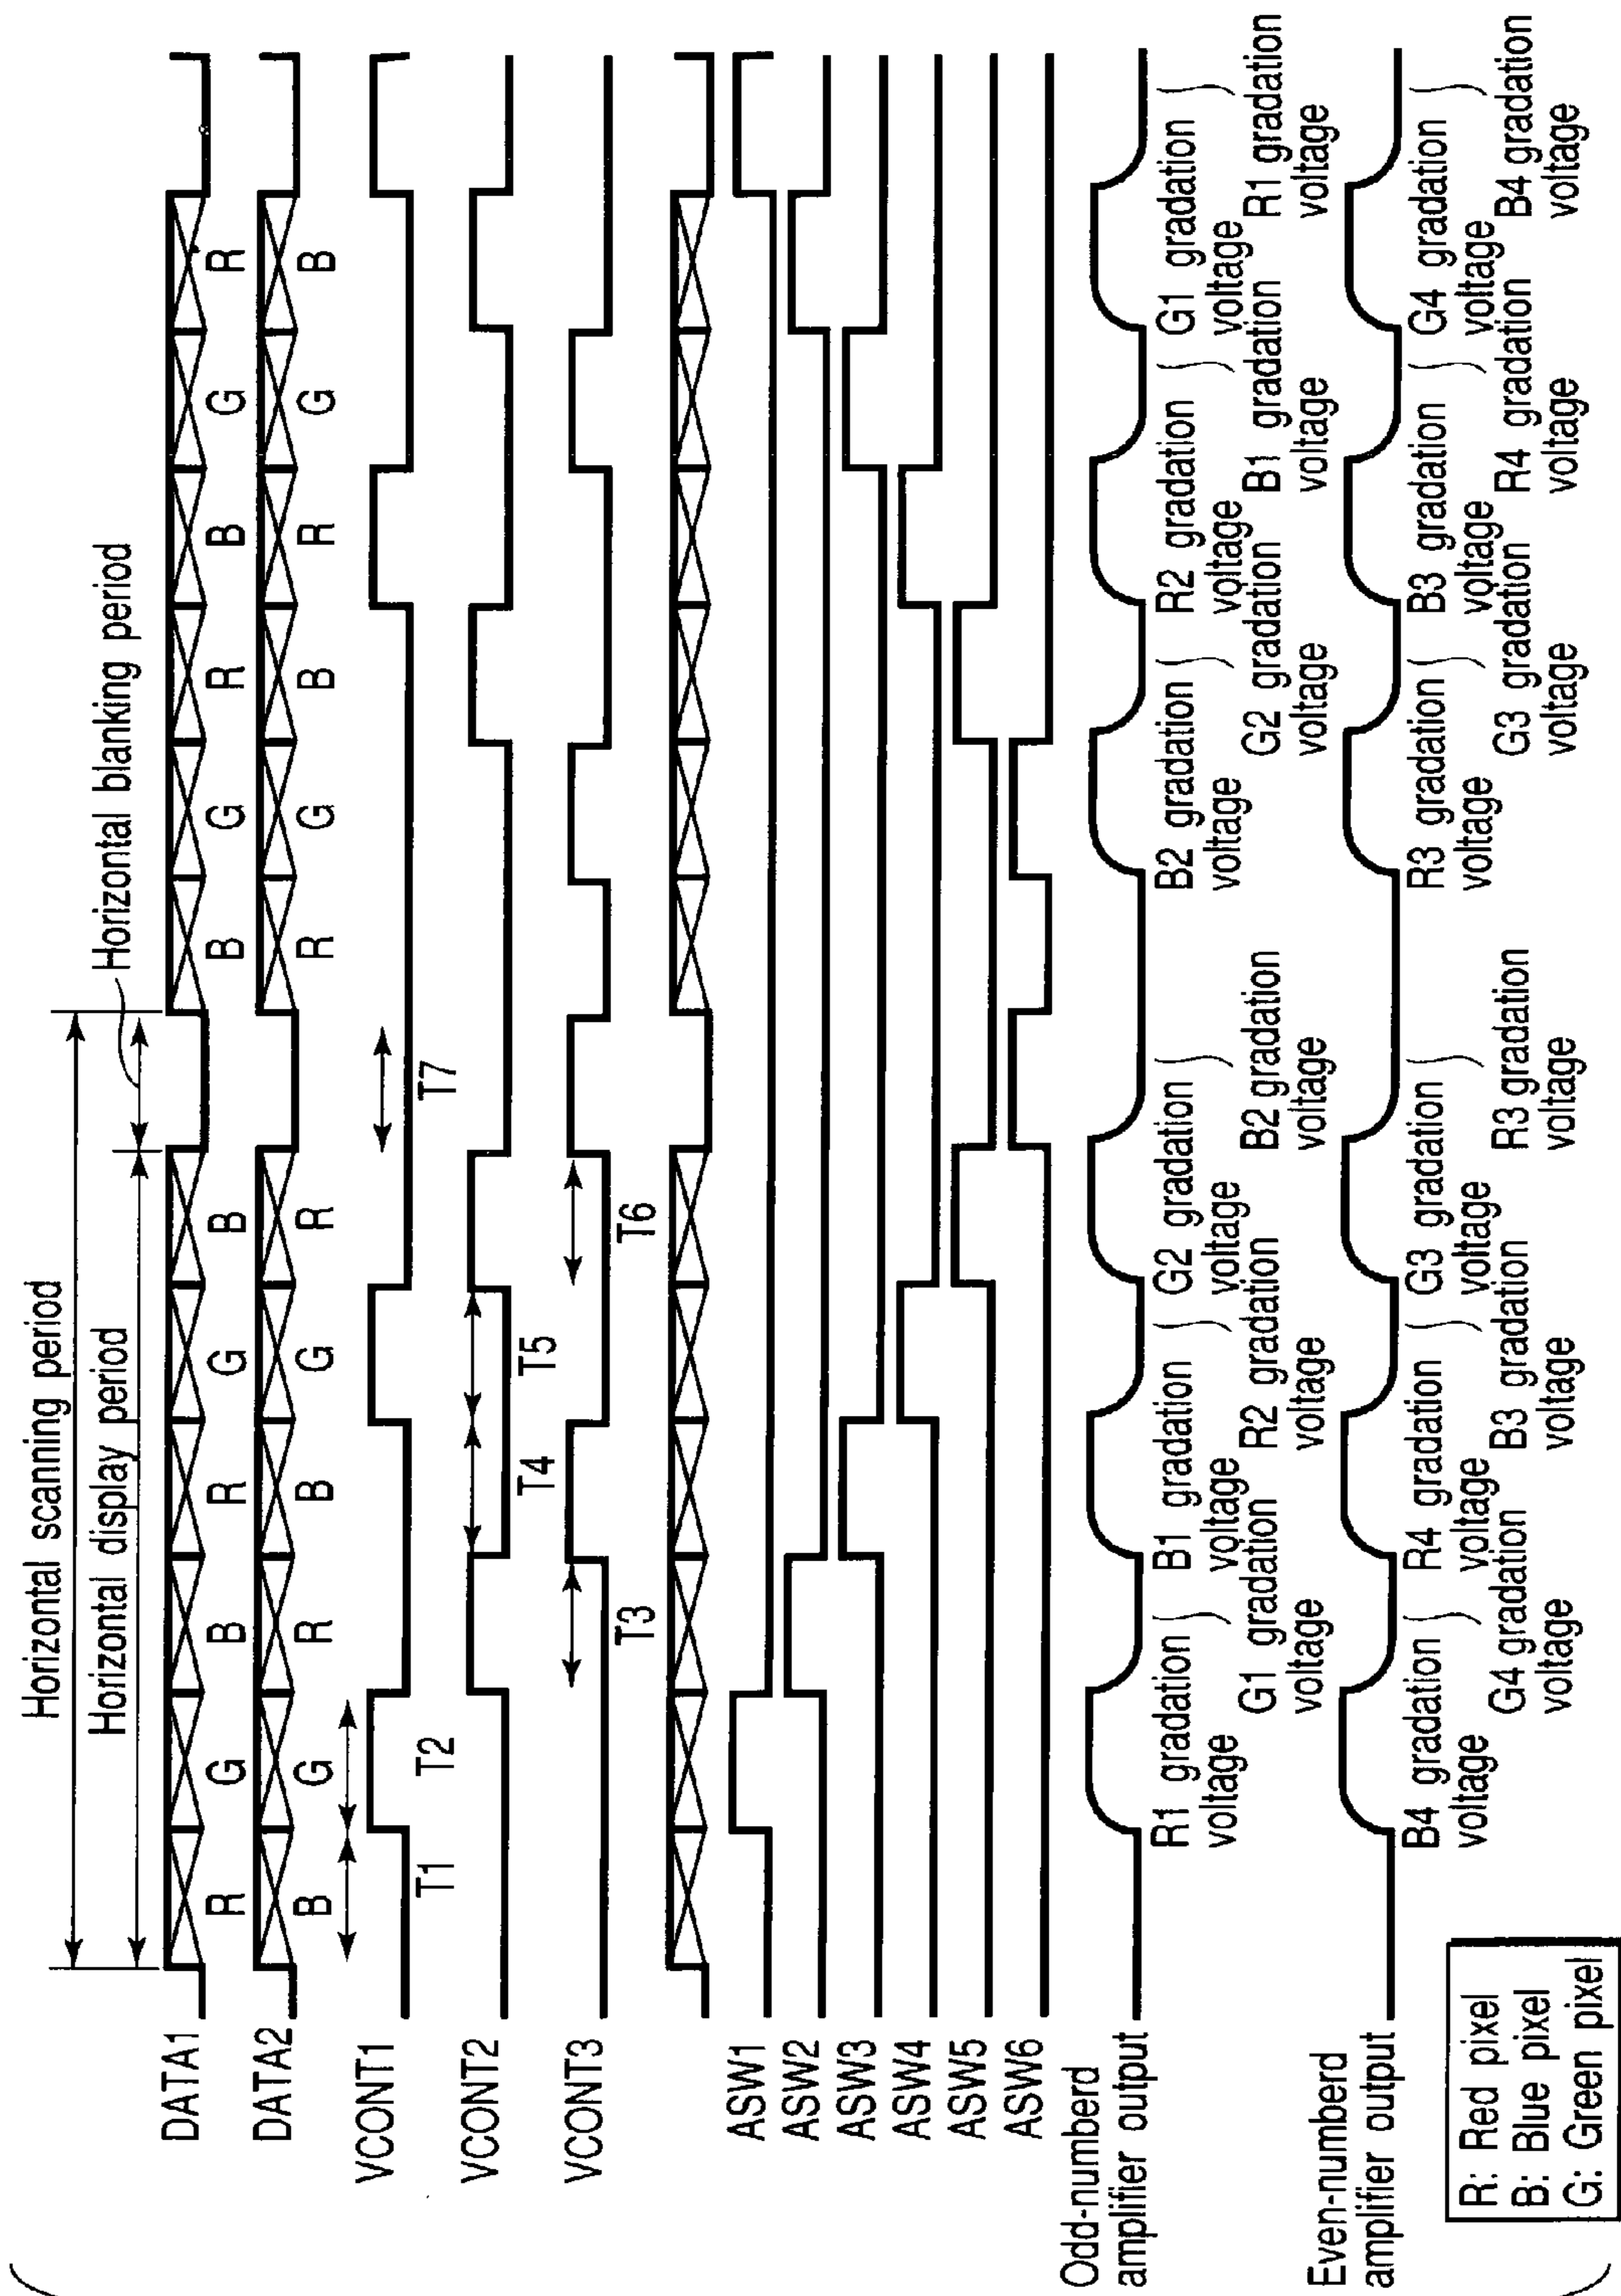 Horizontal scanning period
Horizontal display period
Horizontal blanking period
DATA1
R G B R G B B G R B G R
DATA2
B G R B G R R G B R G B
VCONT1
T1 T2 T7
VCONT2
T4 T5
VCONT3
T3 T6
ASW1
ASW2
ASW3
ASW4
ASW5
ASW6
Odd-numberd
amplifier output
R1 gradation
voltage
G1 gradation
voltage
B1 gradation
voltage
R2 gradation
voltage
G2 gradation
voltage
B2 gradation
voltage
B2 gradation
voltage
G2 gradation
voltage
R2 gradation
voltage
B1 gradation
voltage
G1 gradation
voltage
R1 gradation
voltage
Even-numberd
amplifier output
B4 gradation
voltage
G4 gradation
voltage
R4 gradation
voltage
B3 gradation
voltage
G3 gradation
voltage
R3 gradation
voltage
R3 gradation
voltage
G3 gradation
voltage
B3 gradation
voltage
R4 gradation
voltage
G4 gradation
voltage
B4 gradation
voltage
R: Red pixel
B: Blue pixel
G: Green pixel